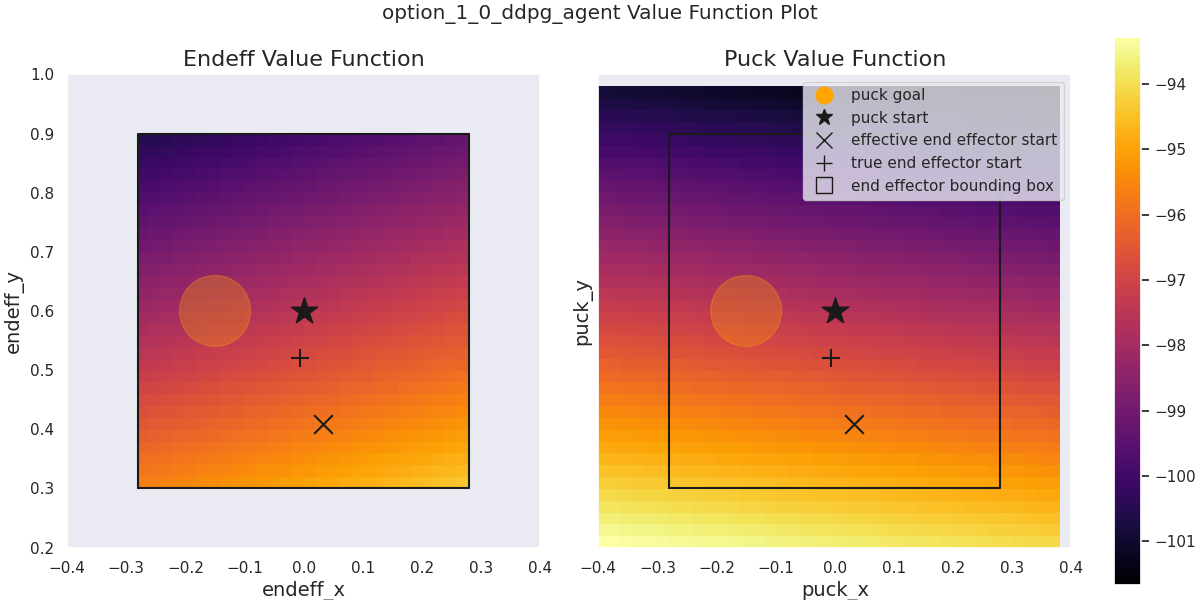 option_1_0_ddpg_agent Value Function Plot
Endeff Value Function
1.0
0.9
0.8
0.7
0.6
0.5
0.4
0.3
0.2
endeff_y
−0.4 −0.3 −0.2 −0.1 0.0 0.1 0.2 0.3 0.4
endeff_x
Puck Value Function
puck goal
puck start
effective end effector start
true end effector start
end effector bounding box
puck_y
−0.4 −0.3 −0.2 −0.1 0.0 0.1 0.2 0.3 0.4
puck_x
−94
−95
−96
−97
−98
−99
−100
−101